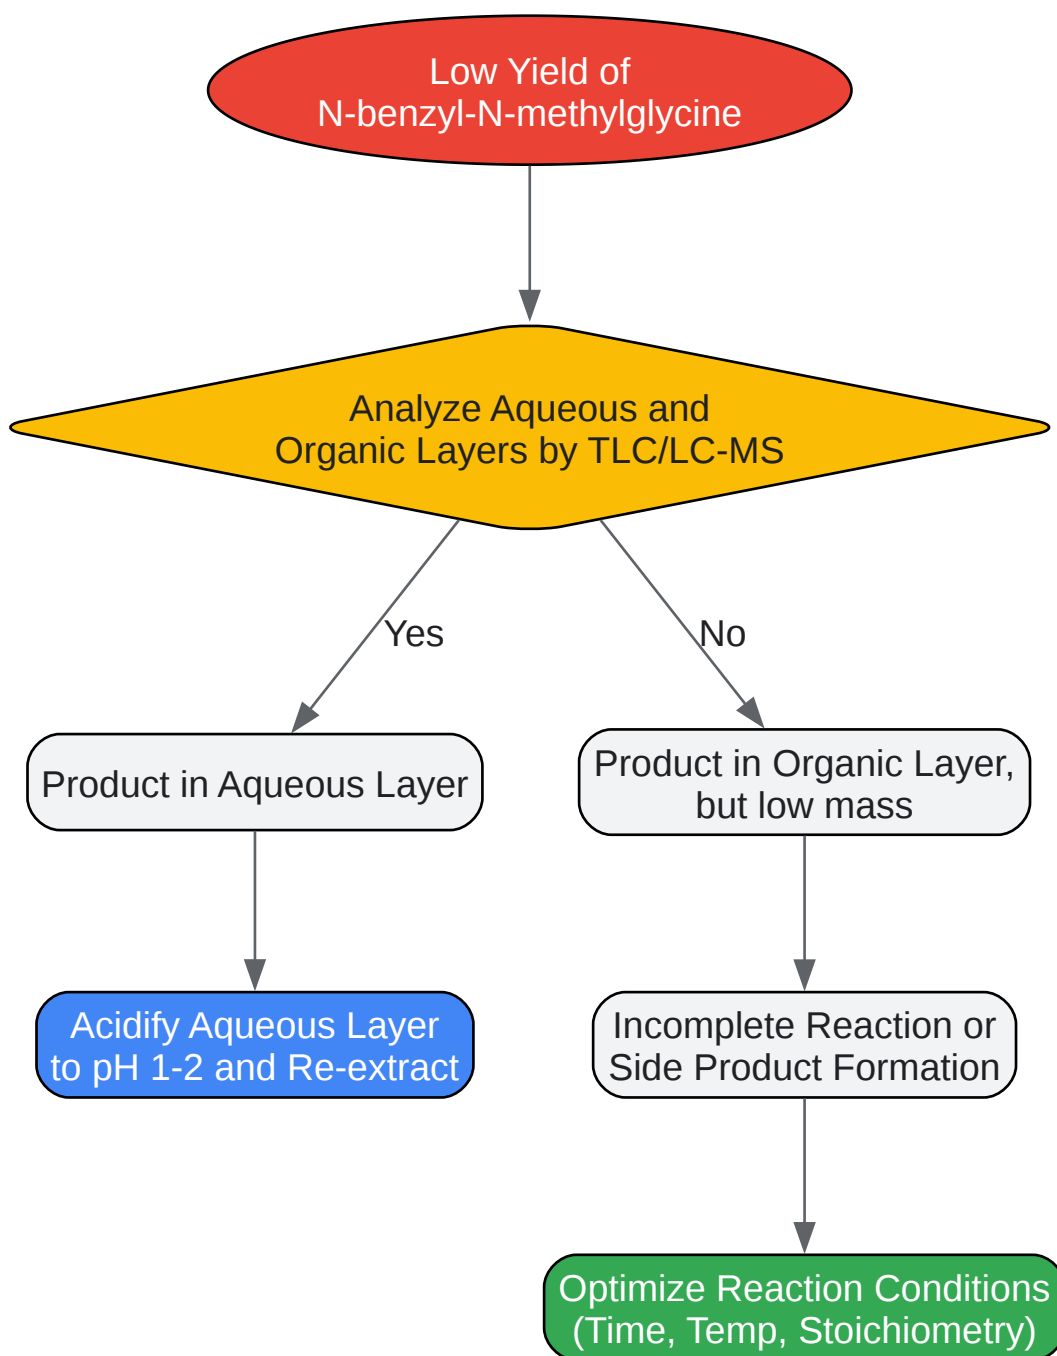 Low Yield of
N-benzyl-N-methylglycine
Analyze Aqueous and
Organic Layers by TLC/LC-MS
Yes
No
Product in Aqueous Layer
Product in Organic Layer,
but low mass
Acidify Aqueous Layer
to pH 1-2 and Re-extract
Incomplete Reaction or
Side Product Formation
Optimize Reaction Conditions
(Time, Temp, Stoichiometry)